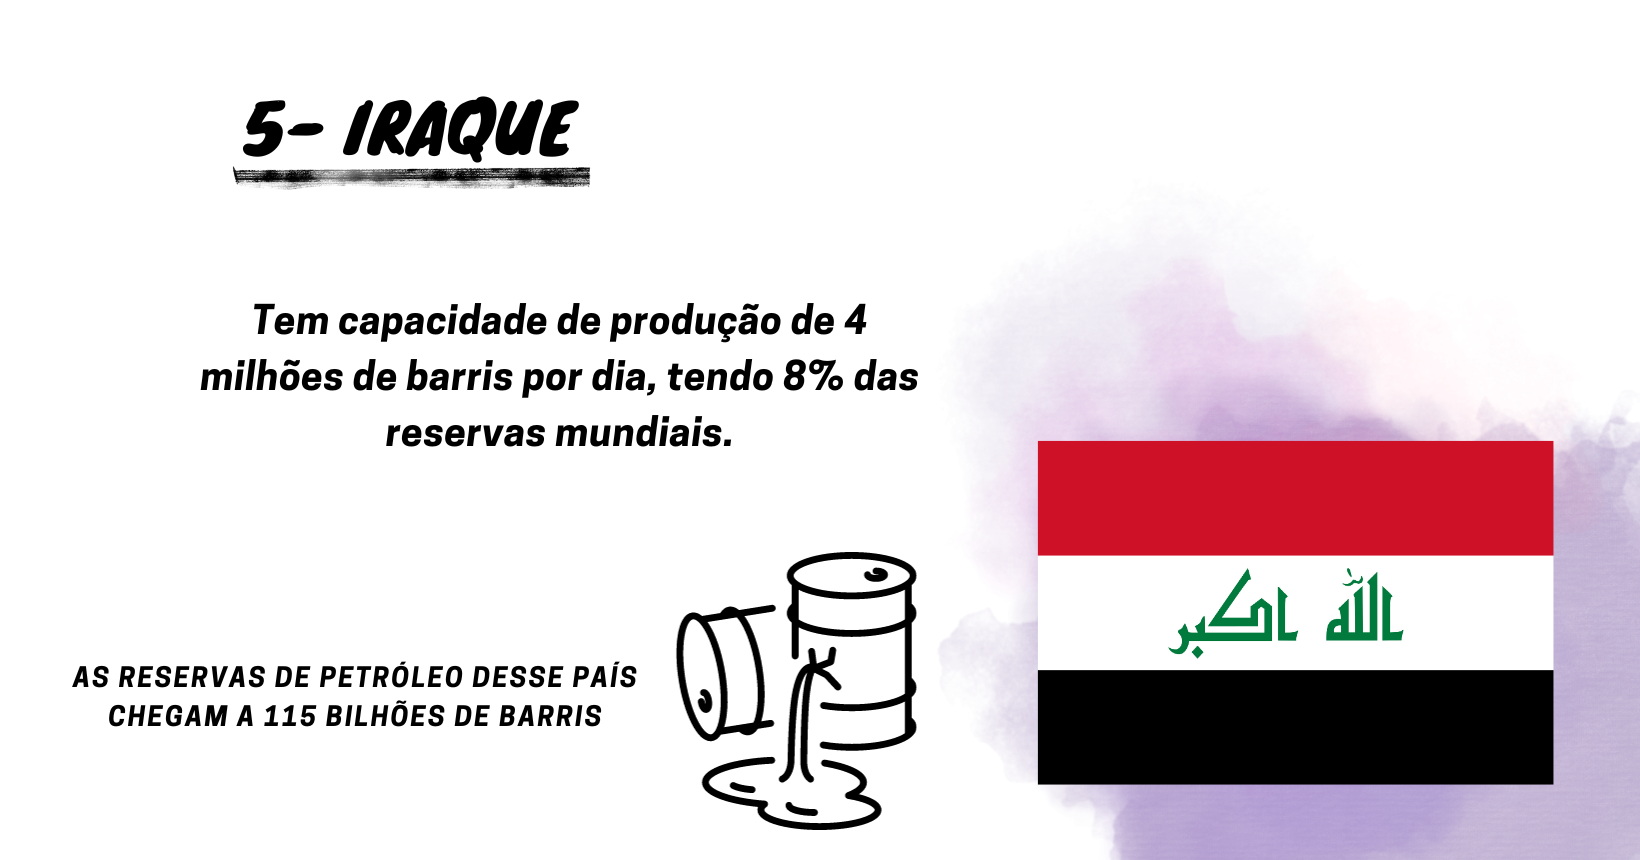 5- IRAQUE
Tem capacidade de produção de 4
milhões de barris por dia, tendo 8% das
reservas mundiais.
AS RESERVAS DE PETRÓLEO DESSE PAÍS
CHEGAM A 115 BILHÕES DE BARRIS
الله اكبر